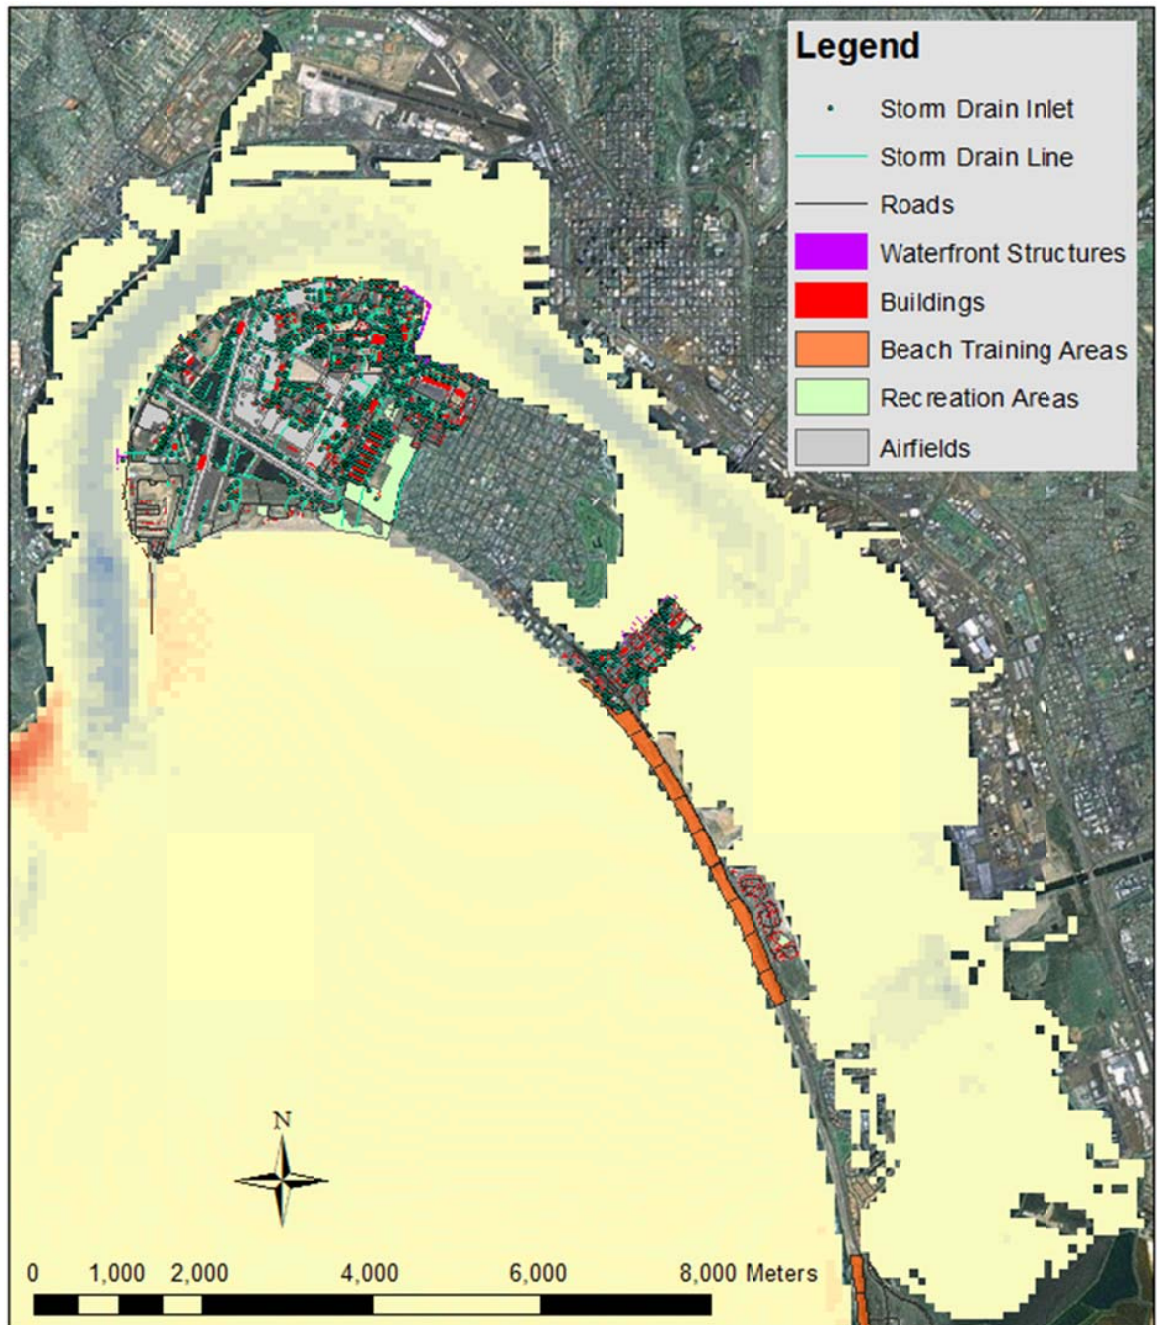 Legend
Storm Drain Inlet
Storm Drain Line
Roads
Waterfront Structures
Buildings
Beach Training Areas
Recreation Areas
Airfields
N
0 1,000 2,000 4,000 6,000 8,000 Meters